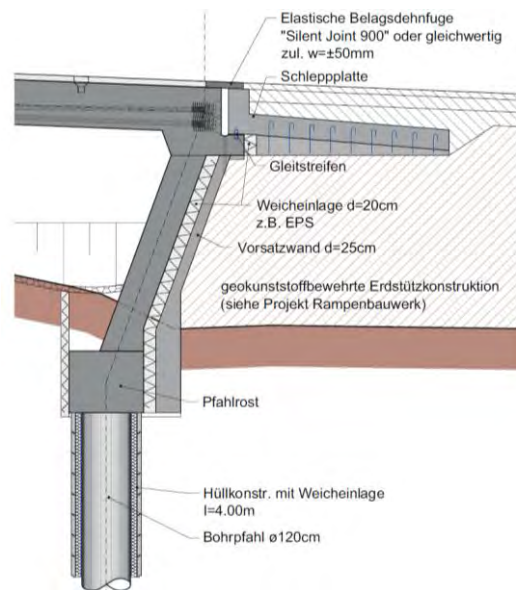 Elastische Belagsdehnfuge
"Silent Joint 900" oder gleichwertig
zul. w=±50mm
Schleppplatte
Gleitstreifen
Weicheinlage d=20cm
z.B. EPS
Vorsatzwand d=25cm
geokunststoffbewehrte Erdstützkonstruktion
(siehe Projekt Rampenbauwerk)
Pfahlrost
Hüllkonstr. mit Weicheinlage
l=4.00m
Bohrpfahl ø120cm